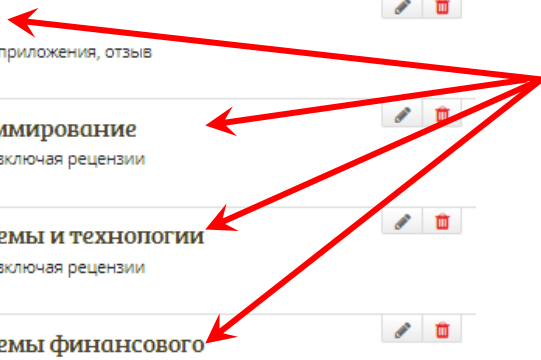 приложения, отзыв
ммирование
включая рецензии
емы и технологии
включая рецензии
емы финансового